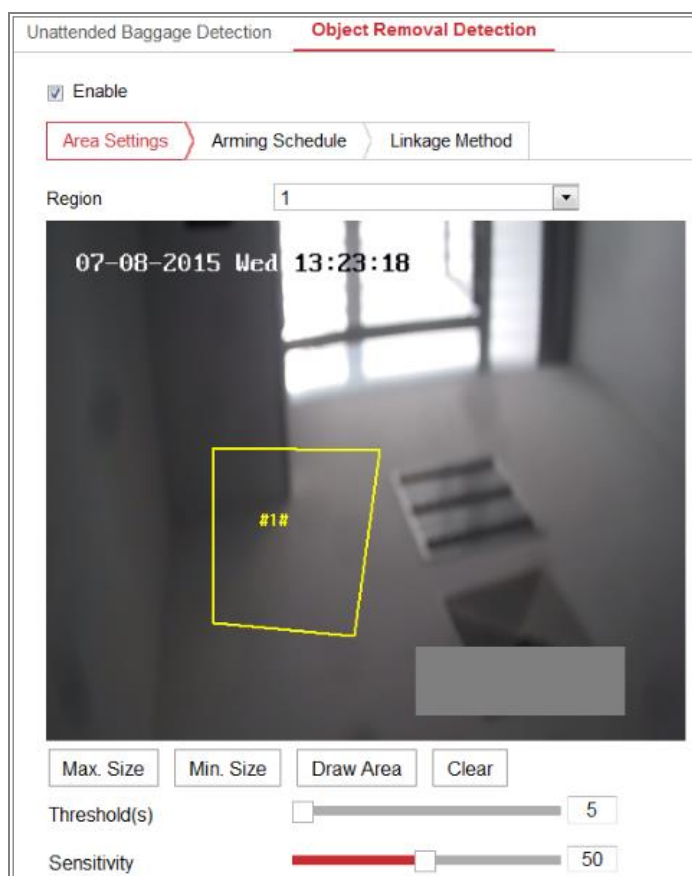 Unattended Baggage Detection Object Removal Detection
Enable
Area Settings Arming Schedule Linkage Method
Region 1
07-08-2015 Wed 13:23:18
#1#
Max. Size Min. Size Draw Area Clear
Threshold(s) 5
Sensitivity 50